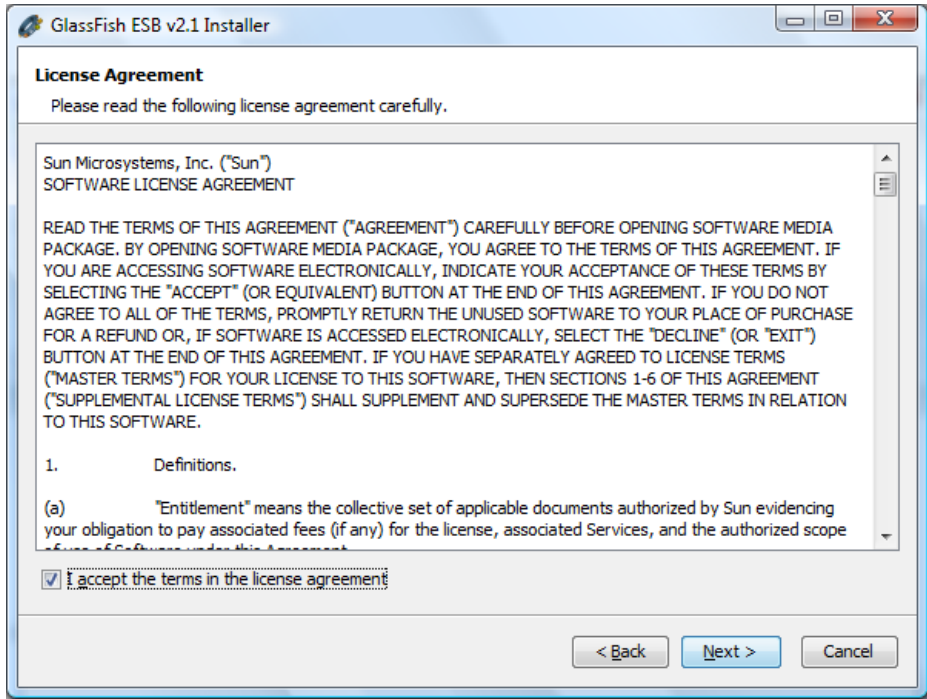 GlassFish ESB v2.1 Installer
License Agreement
Please read the following license agreement carefully.
Sun Microsystems, Inc. ("Sun")
SOFTWARE LICENSE AGREEMENT
READ THE TERMS OF THIS AGREEMENT ("AGREEMENT") CAREFULLY BEFORE OPENING SOFTWARE MEDIA
PACKAGE. BY OPENING SOFTWARE MEDIA PACKAGE, YOU AGREE TO THE TERMS OF THIS AGREEMENT. IF
YOU ARE ACCESSING SOFTWARE ELECTRONICALLY, INDICATE YOUR ACCEPTANCE OF THESE TERMS BY
SELECTING THE "ACCEPT" (OR EQUIVALENT) BUTTON AT THE END OF THIS AGREEMENT. IF YOU DO NOT
AGREE TO ALL OF THE TERMS, PROMPTLY RETURN THE UNUSED SOFTWARE TO YOUR PLACE OF PURCHASE
FOR A REFUND OR, IF SOFTWARE IS ACCESSED ELECTRONICALLY, SELECT THE "DECLINE" (OR "EXIT")
BUTTON AT THE END OF THIS AGREEMENT. IF YOU HAVE SEPARATELY AGREED TO LICENSE TERMS
("MASTER TERMS") FOR YOUR LICENSE TO THIS SOFTWARE, THEN SECTIONS 1-6 OF THIS AGREEMENT
("SUPPLEMENTAL LICENSE TERMS") SHALL SUPPLEMENT AND SUPERSEDE THE MASTER TERMS IN RELATION
TO THIS SOFTWARE.
1. Definitions.
(a) "Entitlement" means the collective set of applicable documents authorized by Sun evidencing
your obligation to pay associated fees (if any) for the license, associated Services, and the authorized scope
of use of Software under this Agreement.
I accept the terms in the license agreement
< Back
Next >
Cancel